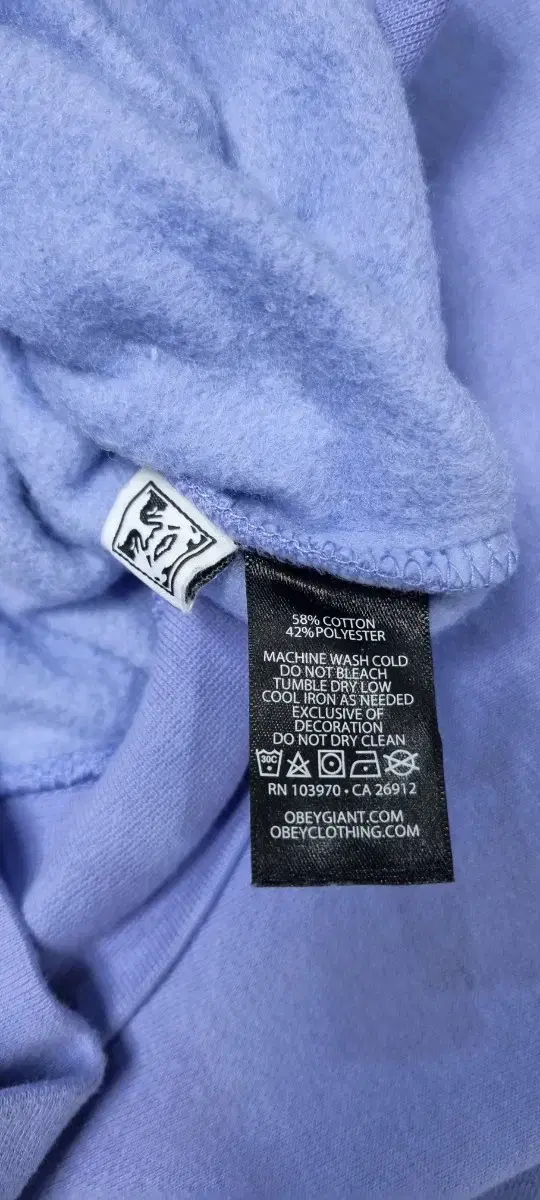 58% COTTON
42% POLYESTER
MACHINE WASH COLD
DO NOT BLEACH
TUMBLE DRY LOW
COOL IRON AS NEEDED
EXCLUSIVE OF
DECORATION
DO NOT DRY CLEAN
30C
RN 103970 • CA 26912
OBEYGIANT.COM
OBEYCLOTHING.COM